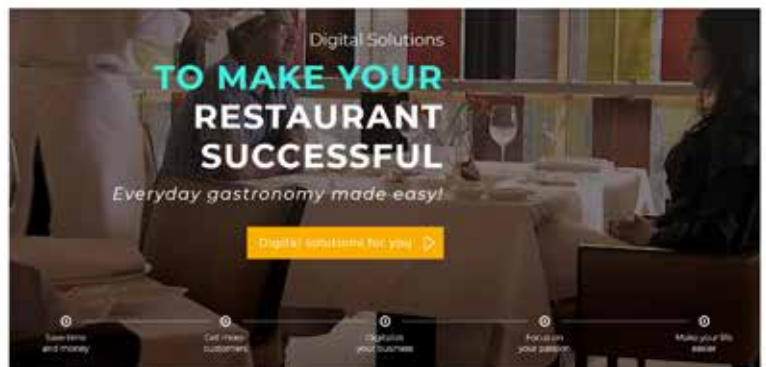 Digital Solutions
TO MAKE YOUR
RESTAURANT
SUCCESSFUL
Everyday gastronomy made easy!
Digital solutions for you
Save time
and money
Get more
customers
Digitalize
your business
Focus on
your passion
Make your life
easier